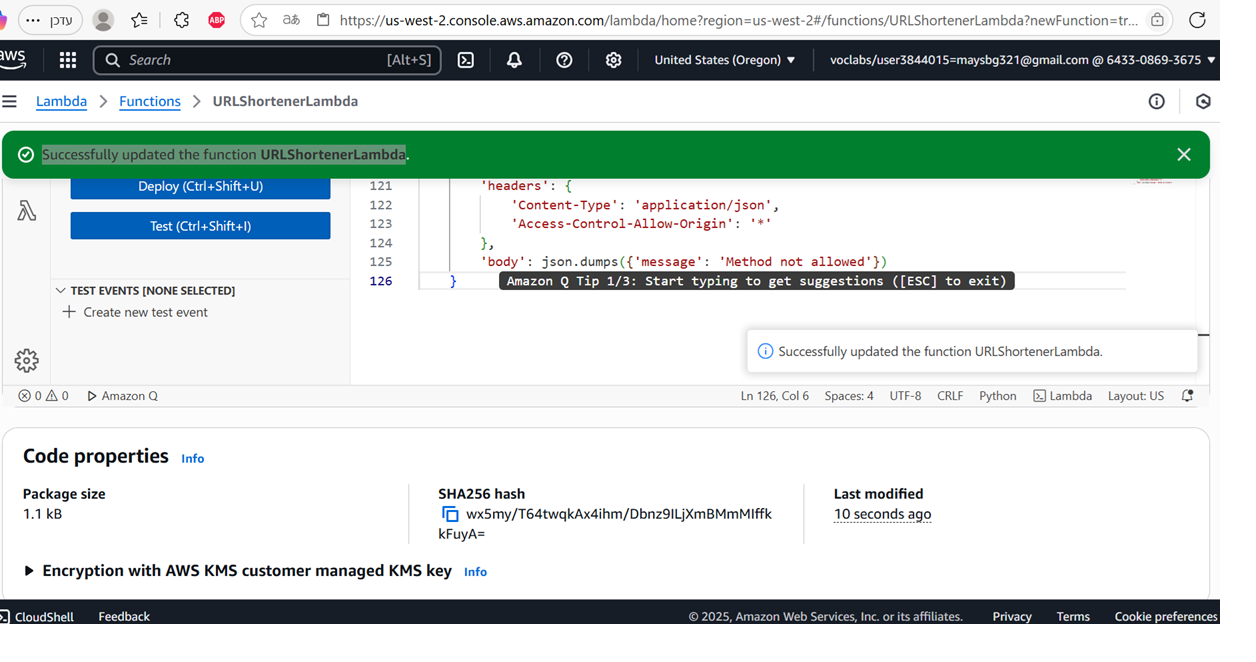 עדכן
ABP
https://us-west-2.console.aws.amazon.com/lambda/home?region=us-west-2#/functions/URLShortenerLambda?newFunction=tr...
aws
Search [Alt+S]
United States (Oregon) ▼
voclabs/user3844015=maysbg321@gmail.com @ 6433-0869-3675 ▼
Lambda > Functions > URLShortenerLambda
Successfully updated the function URLShortenerLambda.
Deploy (Ctrl+Shift+U)
Test (Ctrl+Shift+I)
TEST EVENTS [NONE SELECTED]
Create new test event
121 'headers': {
122 'Content-Type': 'application/json',
123 'Access-Control-Allow-Origin': '*'
124 },
125 'body': json.dumps({'message': 'Method not allowed'})
126 } Amazon Q Tip 1/3: Start typing to get suggestions ([ESC] to exit)
Successfully updated the function URLShortenerLambda.
0 0 Amazon Q Ln 126, Col 6 Spaces: 4 UTF-8 CRLF Python Lambda Layout: US
Code properties Info
Package size
1.1 kB
SHA256 hash
wx5my/T64twqkAx4ihm/Dbnz9ILjXmBMmMIffk
kFuyA=
Last modified
10 seconds ago
Encryption with AWS KMS customer managed KMS key Info
CloudShell Feedback © 2025, Amazon Web Services, Inc. or its affiliates. Privacy Terms Cookie preferences